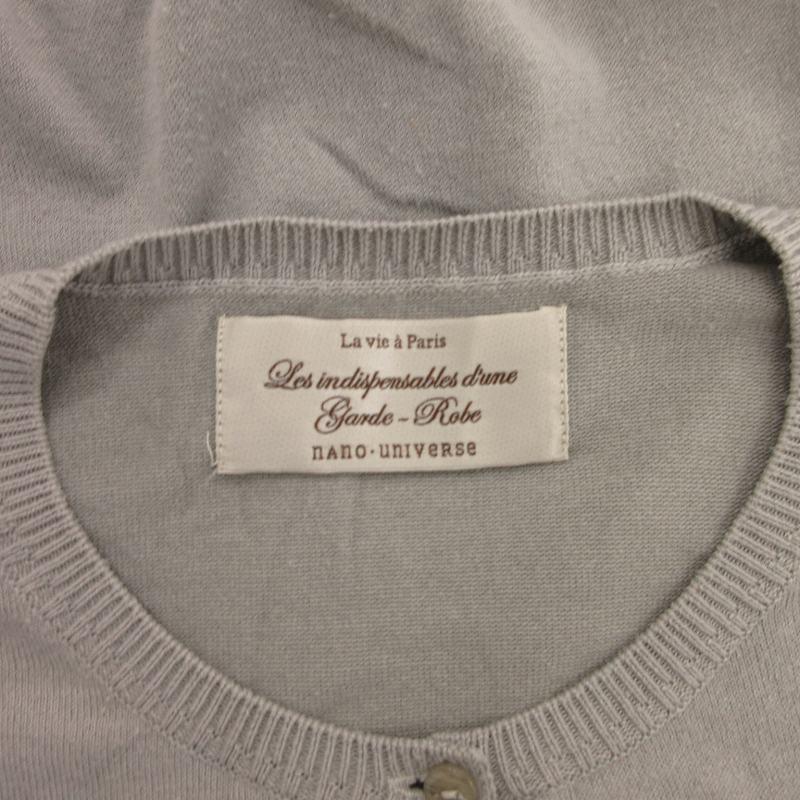 La vie à Paris
Les indispensables d'une
Garde - Robe
nano·universe